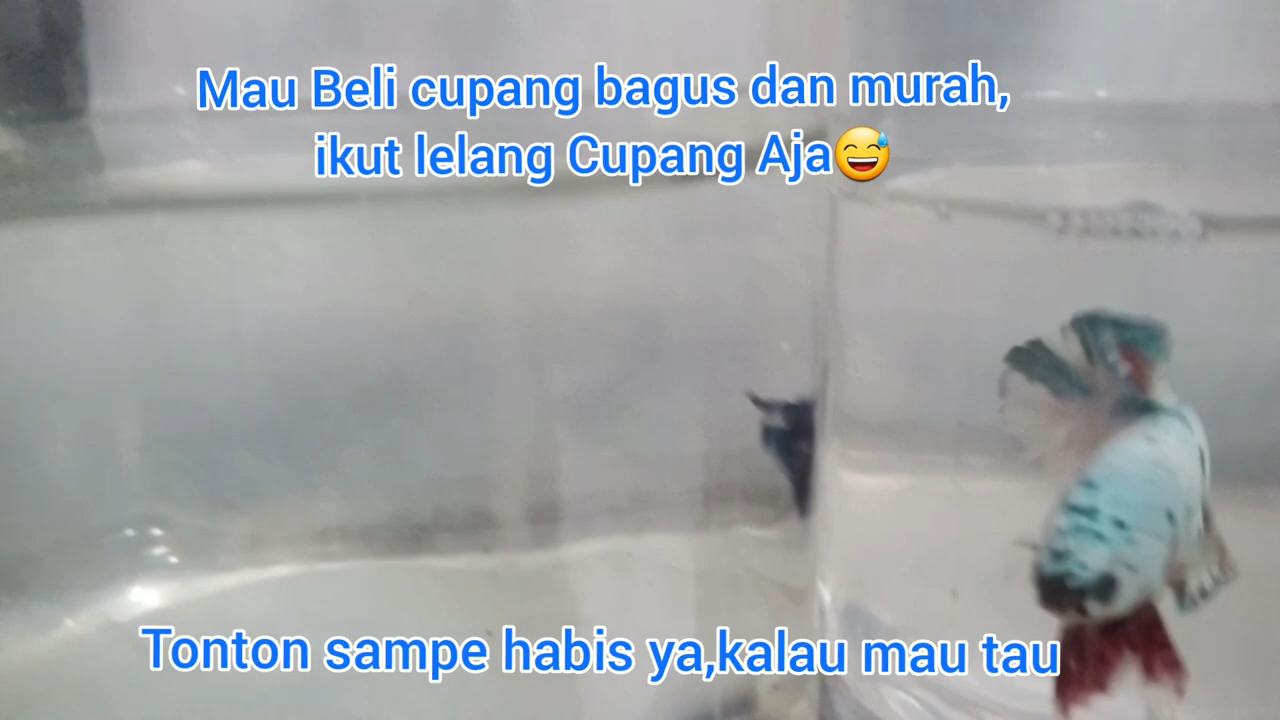 Mau Beli cupang bagus dan murah,
ikut lelang Cupang Aja😅
Tonton sampe habis ya,kalau mau tau